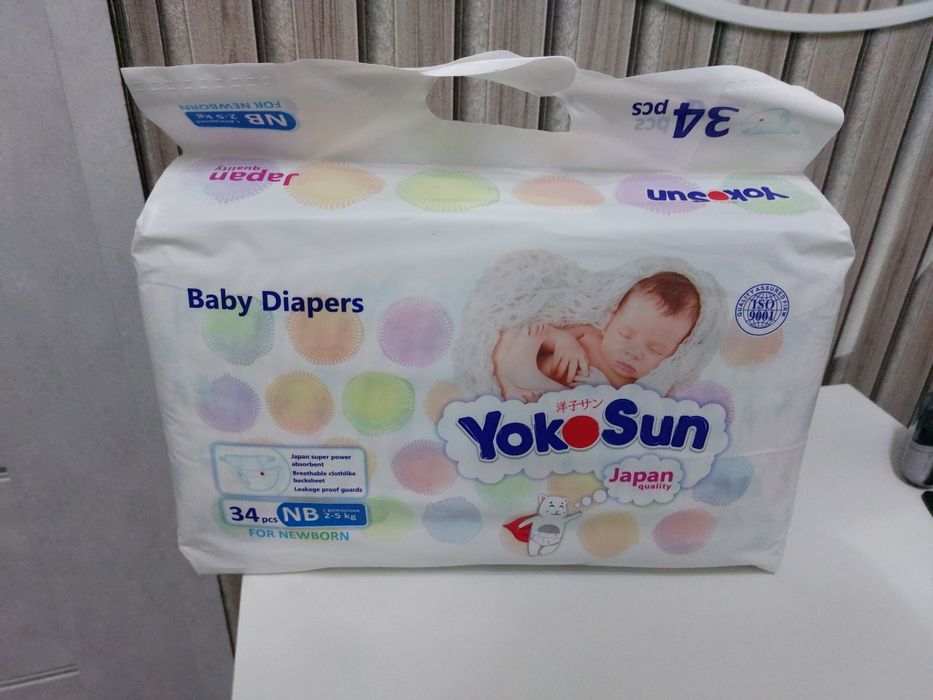 34
pcs
NB
2-5 kg
FOR NEWBORN
Japan
quality
YokoSun
Baby Diapers
QUALITY ASSURED FIRM
ISO
9001
洋子サン
YokoSun
Japan
quality
Japan super power
absorbent
Breathable clothlike
backsheet
Leakage proof guards
34 pcs NB
с рождения
2-5 kg
FOR NEWBORN